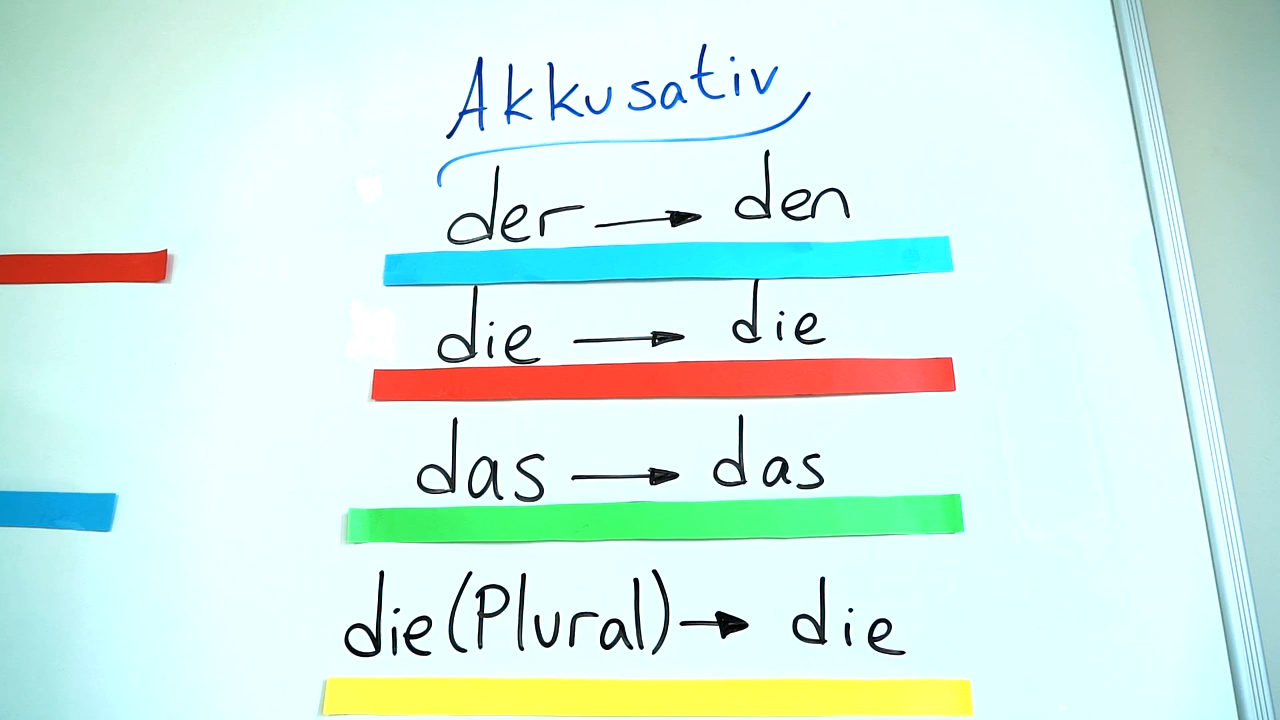 Akkusativ
der → den
die → die
das → das
die (Plural) → die